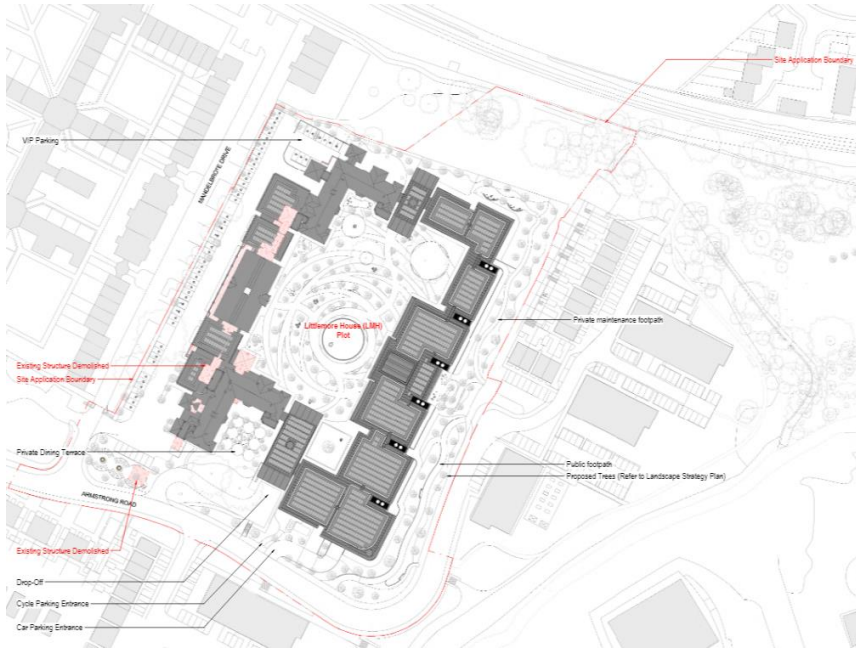 Site Application Boundary
VIP Parking
MANDELBROTE DRIVE
Littlemore House (LMH)
Plot
Private maintenance footpath
Existing Structure Demolished
Site Application Boundary
Private Dining Terrace
Public footpath
Proposed Trees (Refer to Landscape Strategy Plan)
ARMSTRONG ROAD
Existing Structure Demolished
Drop-Off
Cycle Parking Entrance
Car Parking Entrance